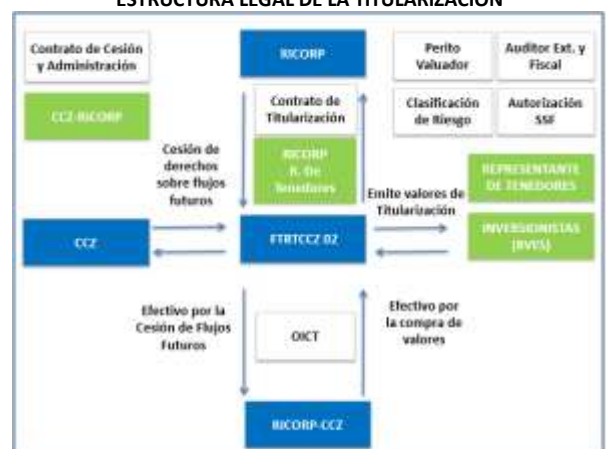 ESTRUCTURA LEGAL DE LA TITULARIZACIÓN
Contrato de Cesión
y Administración
CCZ-RICORP
RICORP
Perito
Valuador
Auditor Ext. y
Fiscal
Clasificación
de Riesgo
Autorización
SSF
Contrato de
Titularización
RICORP
R. De
Tenedores
Cesión de
derechos
sobre flujos
futuros
Emite valores de
Titularización
REPRESENTANTE
DE TENEDORES
CCZ
FTRTCCZ 02
INVERSIONISTAS
(BVES)
Efectivo por la
Cesión de Flujos
Futuros
OICT
Efectivo por
la compra de
valores
RICORP-CCZ